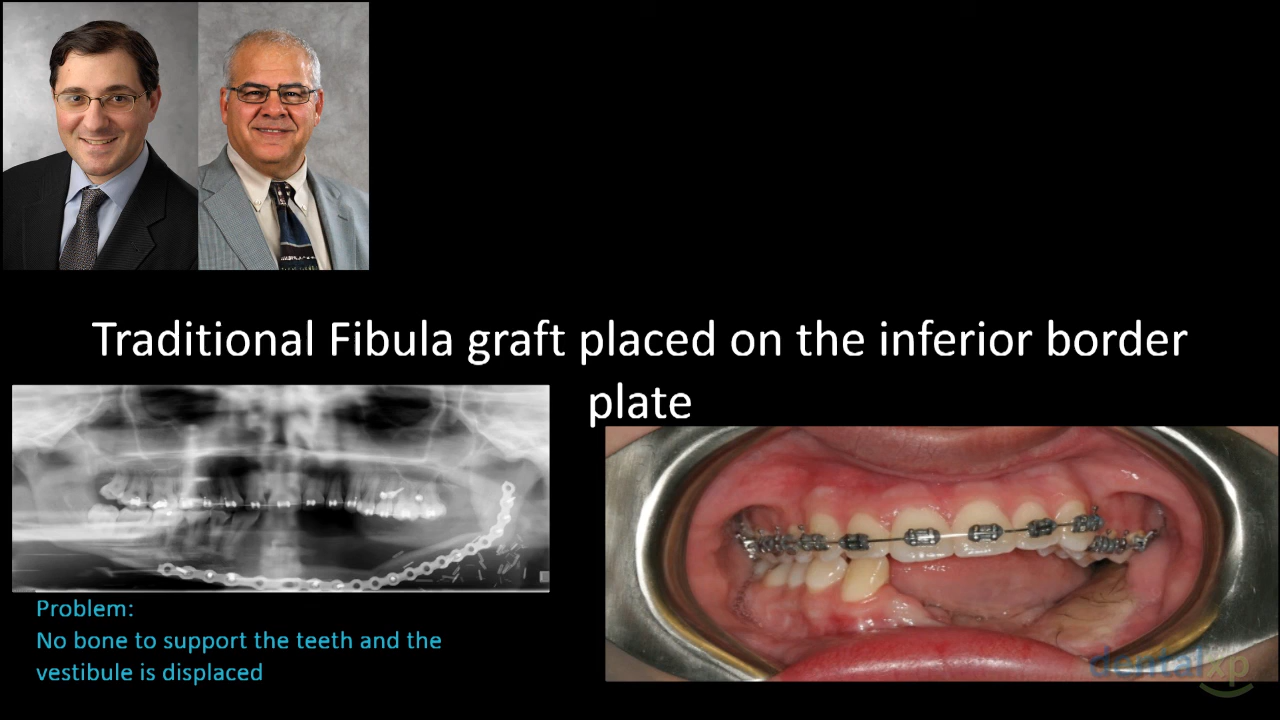 Traditional Fibula graft placed on the inferior border
plate
Problem:
No bone to support the teeth and the
vestibule is displaced
dentalxp